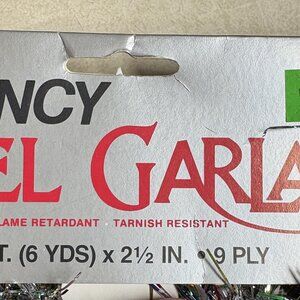 NCY
EL GARLA
LAME RETARDANT · TARNISH RESISTANT
T. (6 YDS) x 2½ IN. • 9 PLY